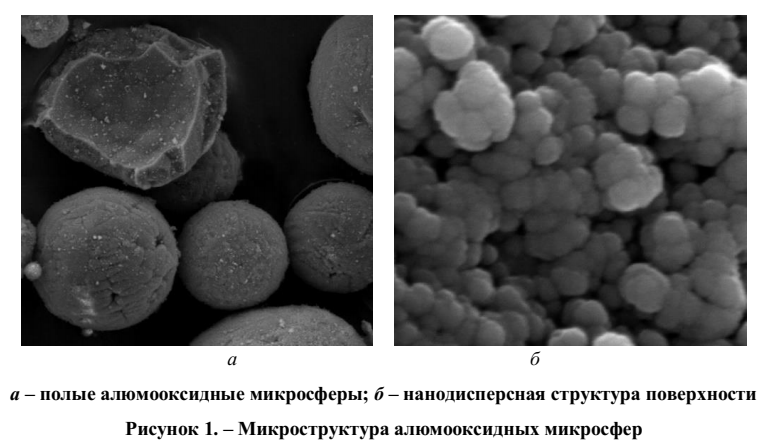 а
б
а – полые алюмооксидные микросферы; б – нанодисперсная структура поверхности
Рисунок 1. – Микроструктура алюмооксидных микросфер